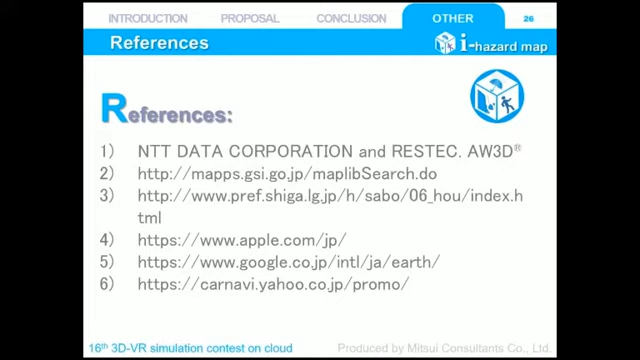 INTRODUCTION PROPOSAL CONCLUSION OTHER 26
References
i-hazard map
References:
1) NTT DATA CORPORATION and RESTEC. AW3D®
2) http://mapps.gsi.go.jp/maplibSearch.do
3) http://www.pref.shiga.lg.jp/h/sabo/06_hou/index.h
tml
4) https://www.apple.com/jp/
5) https://www.google.co.jp/intl/ja/earth/
6) https://carnavi.yahoo.co.jp/promo/
16th 3D-VR simulation contest on cloud
Produced by Mitsui Consultants Co., Ltd.